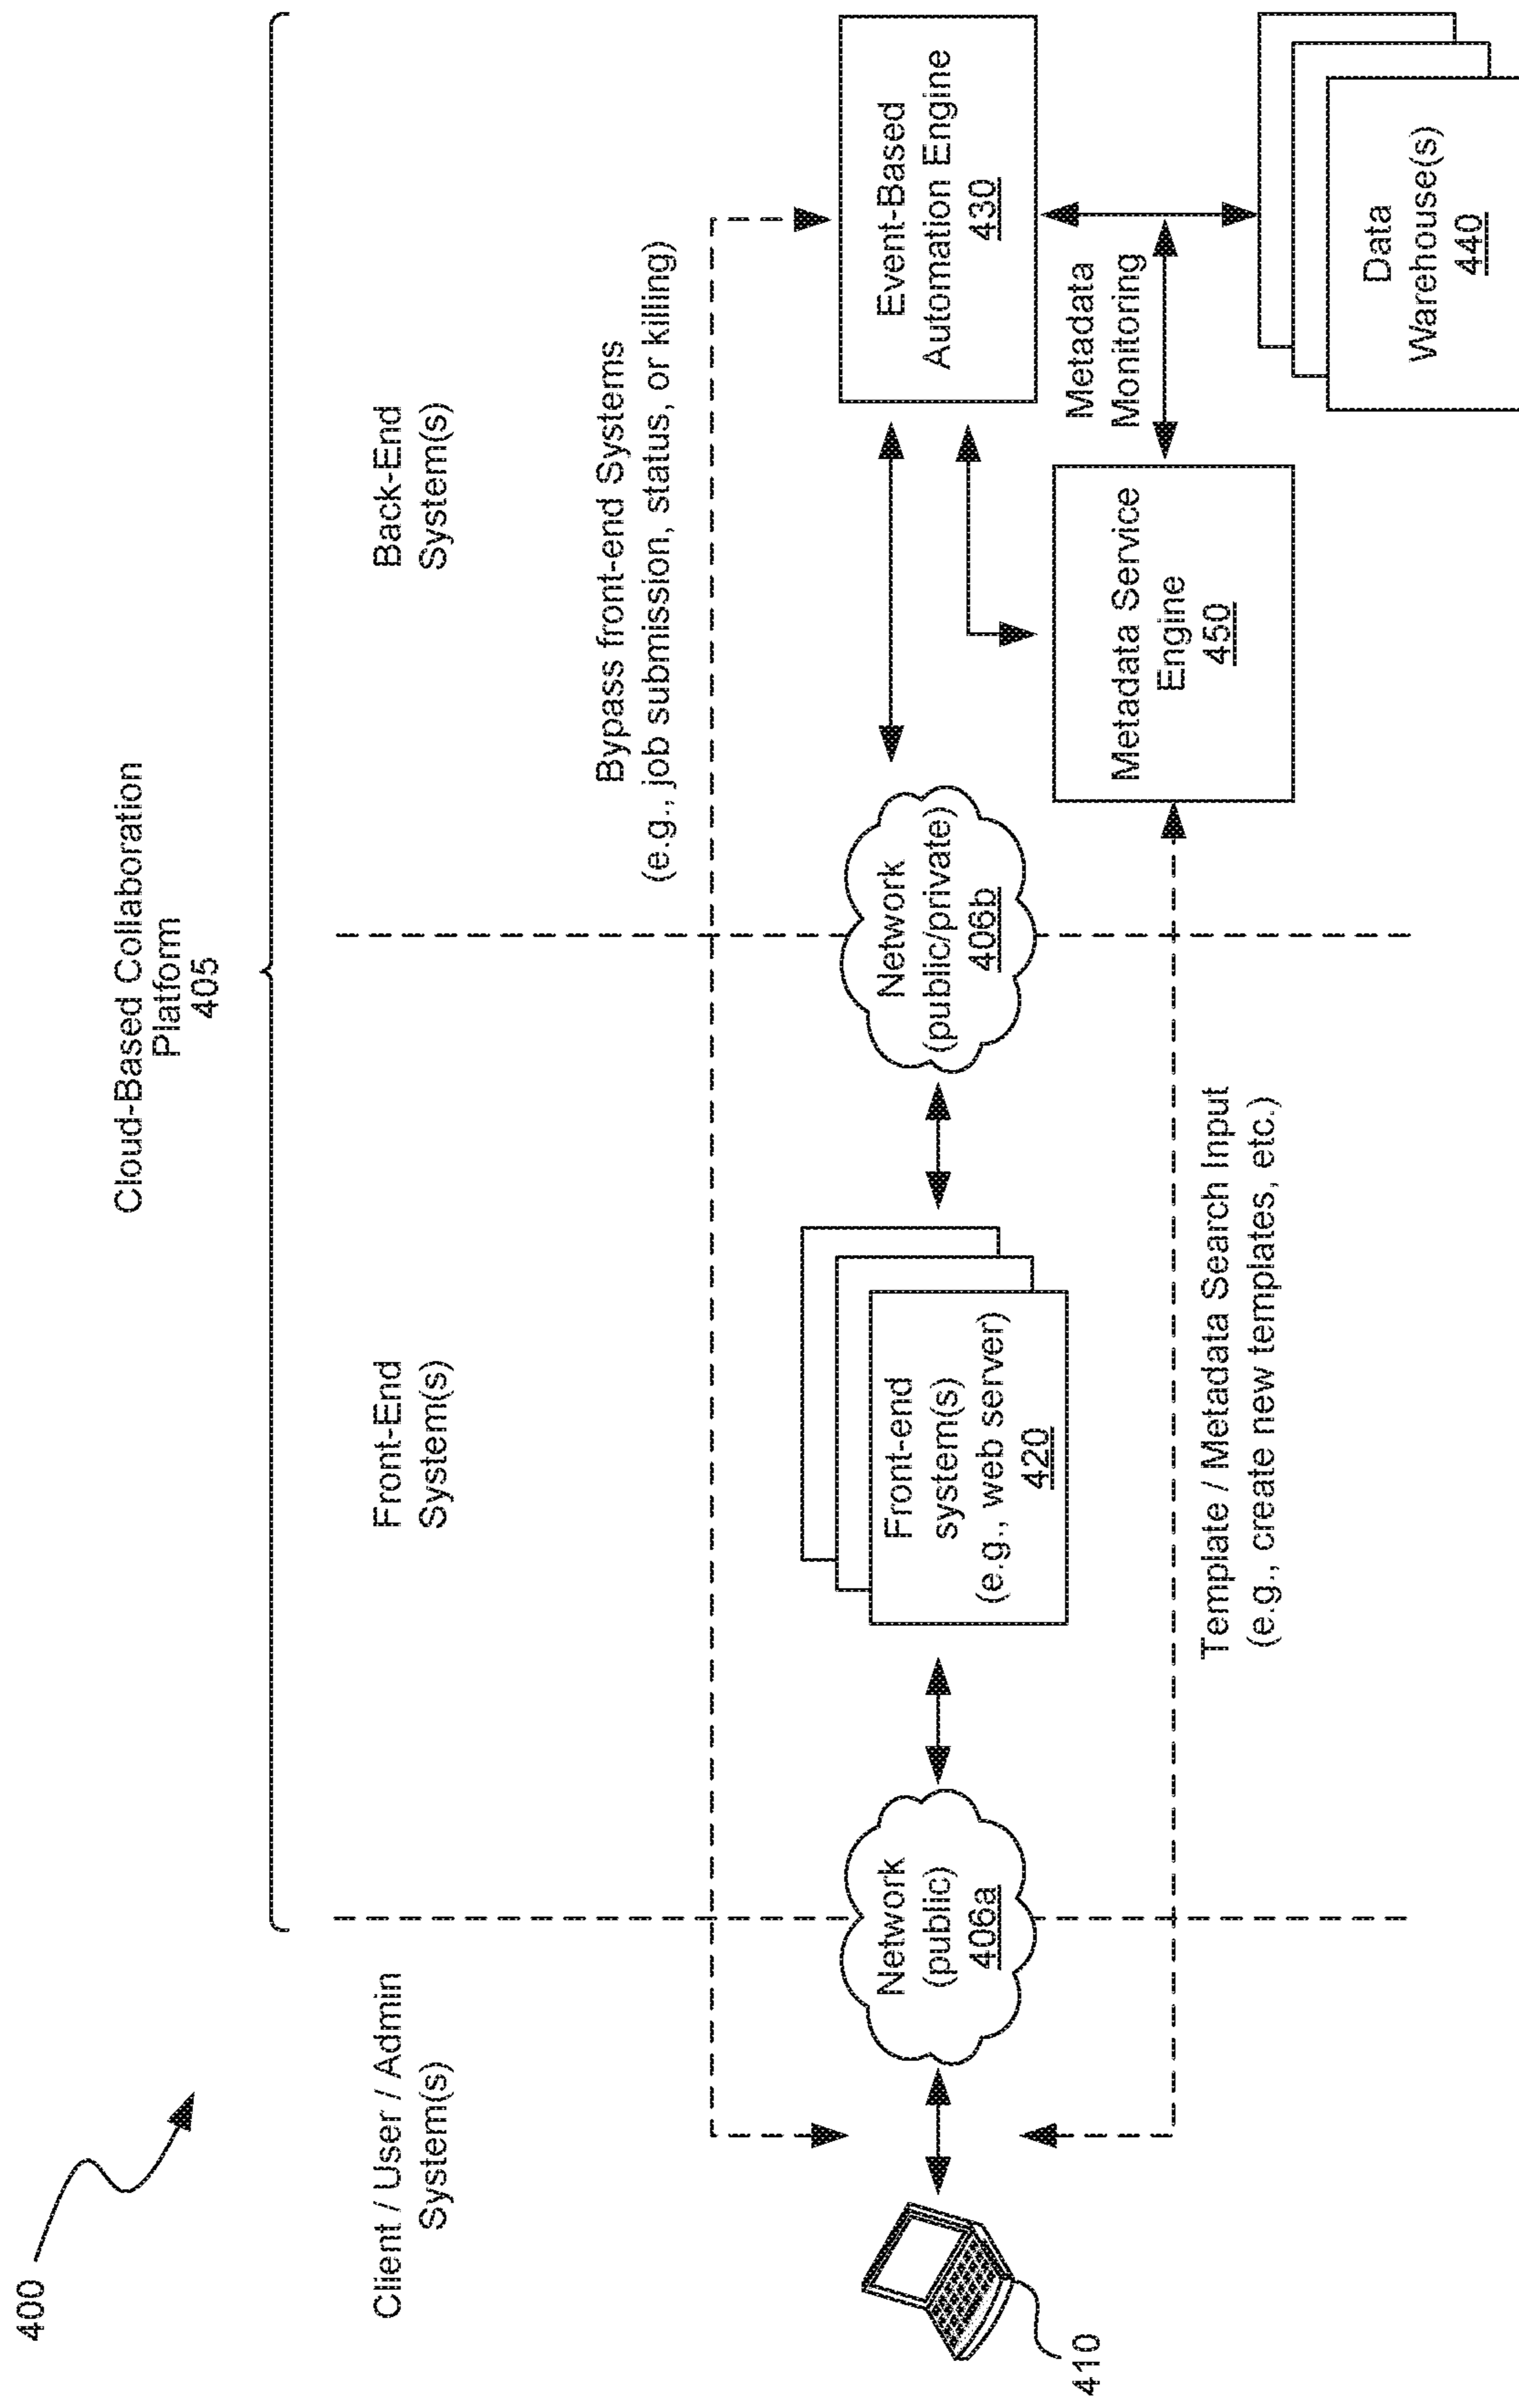 400
Cloud-Based Collaboration
Platform
405
Client / User / Admin
System(s)
Front-End
System(s)
Back-End
System(s)
Bypass front-end Systems
(e.g., job submission, status, or killing)
410
Network
(public)
406a
Front-end
system(s)
(e.g., web server)
420
Network
(public/private)
406b
Event-Based
Automation Engine
430
Metadata
Monitoring
Metadata Service
Engine
450
Data
Warehouse(s)
440
Template / Metadata Search Input
(e.g., create new templates, etc.)